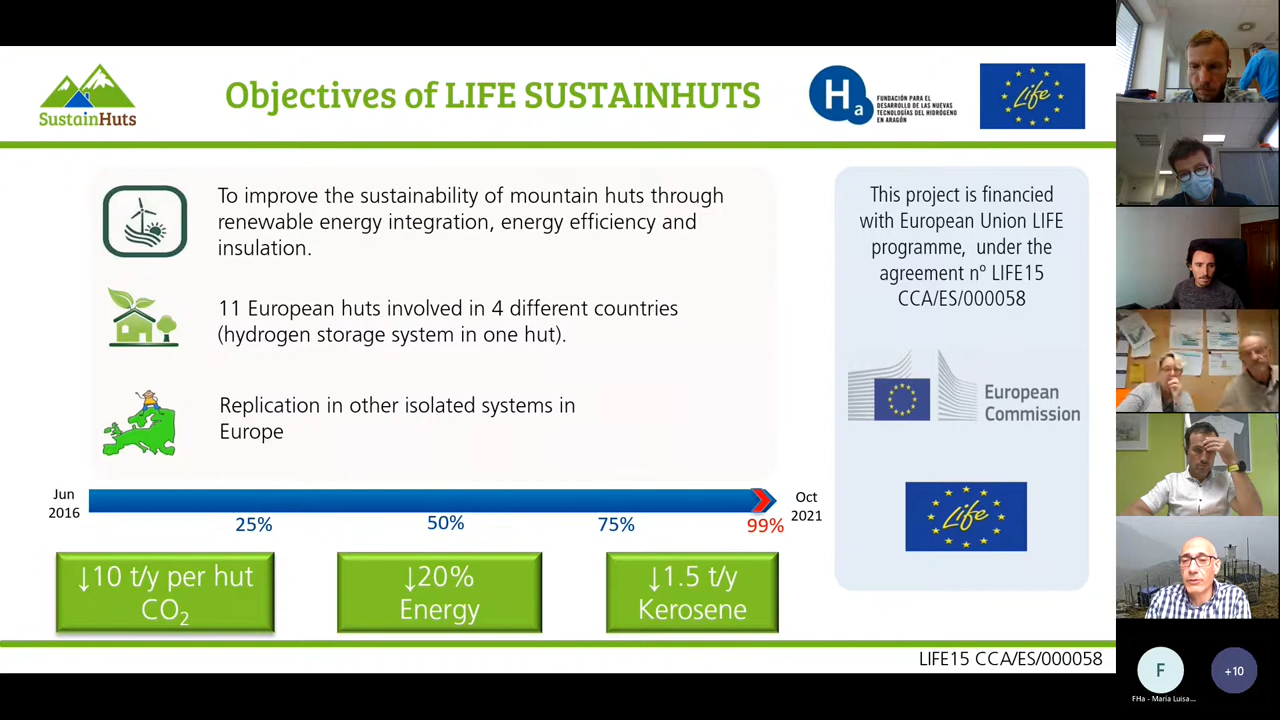 SustainHuts
Objectives of LIFE SUSTAINHUTS
Ha
FUNDACIÓN PARA EL
DESARROLLO DE LAS NUEVAS
TECNOLOGÍAS DEL HIDRÓGENO
EN ARAGÓN
Life
To improve the sustainability of mountain huts through
renewable energy integration, energy efficiency and
insulation.
11 European huts involved in 4 different countries
(hydrogen storage system in one hut).
Replication in other isolated systems in
Europe
This project is financied
with European Union LIFE
programme, under the
agreement nº LIFE15
CCA/ES/000058
European
Commission
Life
Jun
2016
25%
50%
75%
99%
Oct
2021
↓10 t/y per hut
CO₂
↓20%
Energy
↓1.5 t/y
Kerosene
LIFE15 CCA/ES/000058
F
+10
FHa - María Luisa...